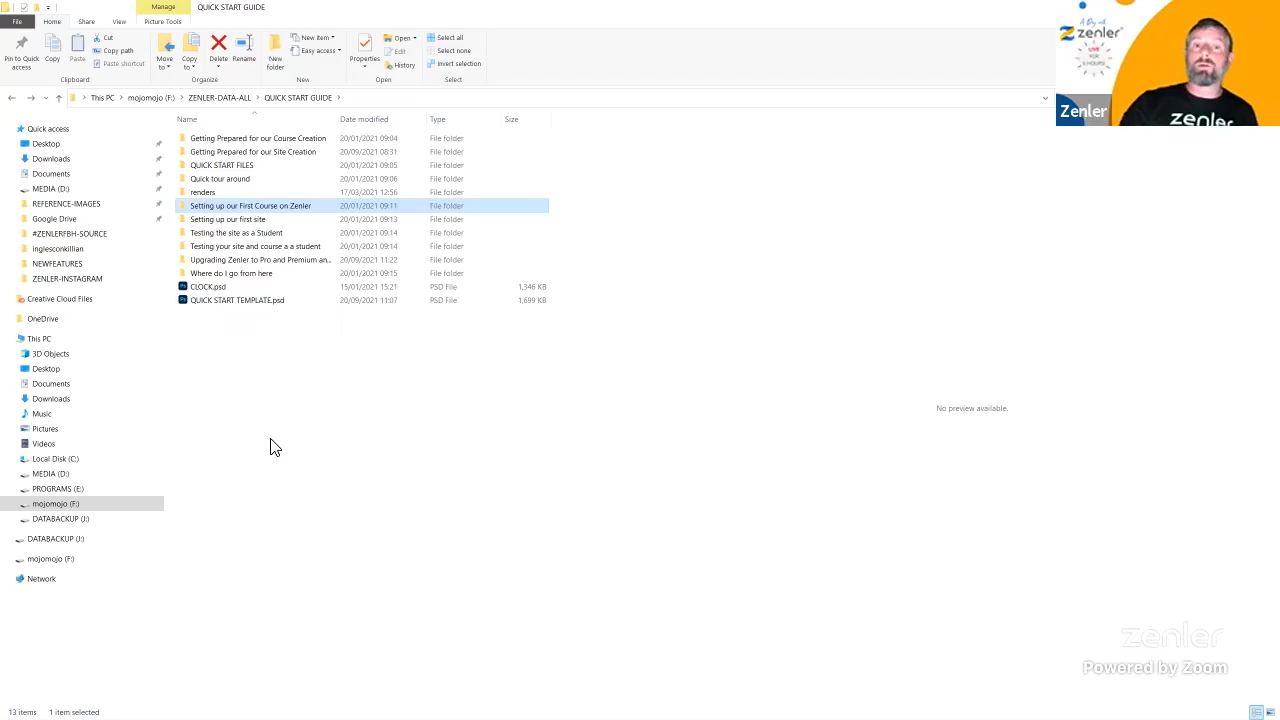 Manage
QUICK START GUIDE
File
Home
Share
View
Picture Tools
Pin to Quick access
Copy
Paste
Cut
Copy path
Paste shortcut
Clipboard
Move to
Copy to
Delete
Rename
Organize
New folder
New item
Easy access
New
Properties
Open
Edit
History
Open
Select all
Select none
Invert selection
Select
This PC
mojomojo (F:)
ZENLER-DATA-ALL
QUICK START GUIDE
A Day with
zenler
LIVE
FOR
6 HOURS!
zenler
Zenler
Name
Date modified
Type
Size
Getting Prepared for our Course Creation 20/01/2021 09:04 File folder
Getting Prepared for our Site Creation 20/09/2021 08:31 File folder
QUICK START FILES 20/01/2021 09:05 File folder
Quick tour around 20/01/2021 09:06 File folder
renders 17/03/2021 12:56 File folder
Setting up our First Course on Zenler 20/01/2021 09:11 File folder
Setting up our first site 20/01/2021 09:13 File folder
Testing the site as a Student 20/01/2021 09:14 File folder
Testing your site and course a a student 20/01/2021 09:14 File folder
Upgrading Zenler to Pro and Premium an... 20/09/2021 11:22 File folder
Where do I go from here 20/01/2021 09:15 File folder
CLOCK.psd 15/01/2021 15:21 PSD File 1,346 KB
QUICK START TEMPLATE.psd 20/09/2021 11:07 PSD File 1,699 KB
Quick access
Desktop
Downloads
Documents
MEDIA (D:)
REFERENCE-IMAGES
Google Drive
#ZENLERFBH-SOURCE
inglesconkillian
NEWFEATURES
ZENLER-INSTAGRAM
Creative Cloud Files
OneDrive
This PC
3D Objects
Desktop
Documents
Downloads
Music
Pictures
Videos
Local Disk (C:)
MEDIA (D:)
PROGRAMS (E:)
mojomojo (F:)
DATABACKUP (J:)
DATABACKUP (J:)
mojomojo (F:)
Network
No preview available.
zenler
Powered by Zoom
13 items
1 item selected